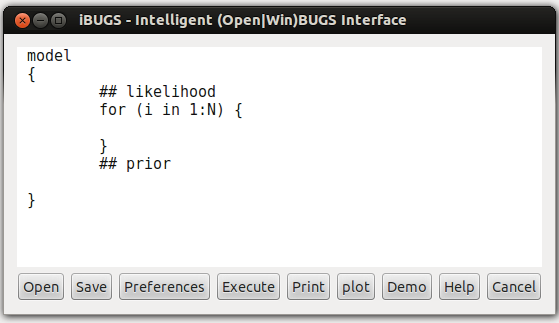 iBUGS - Intelligent (Open|Win)BUGS Interface
model
{
## likelihood
for (i in 1:N) {
}
## prior
}
Open Save Preferences Execute Print plot Demo Help Cancel